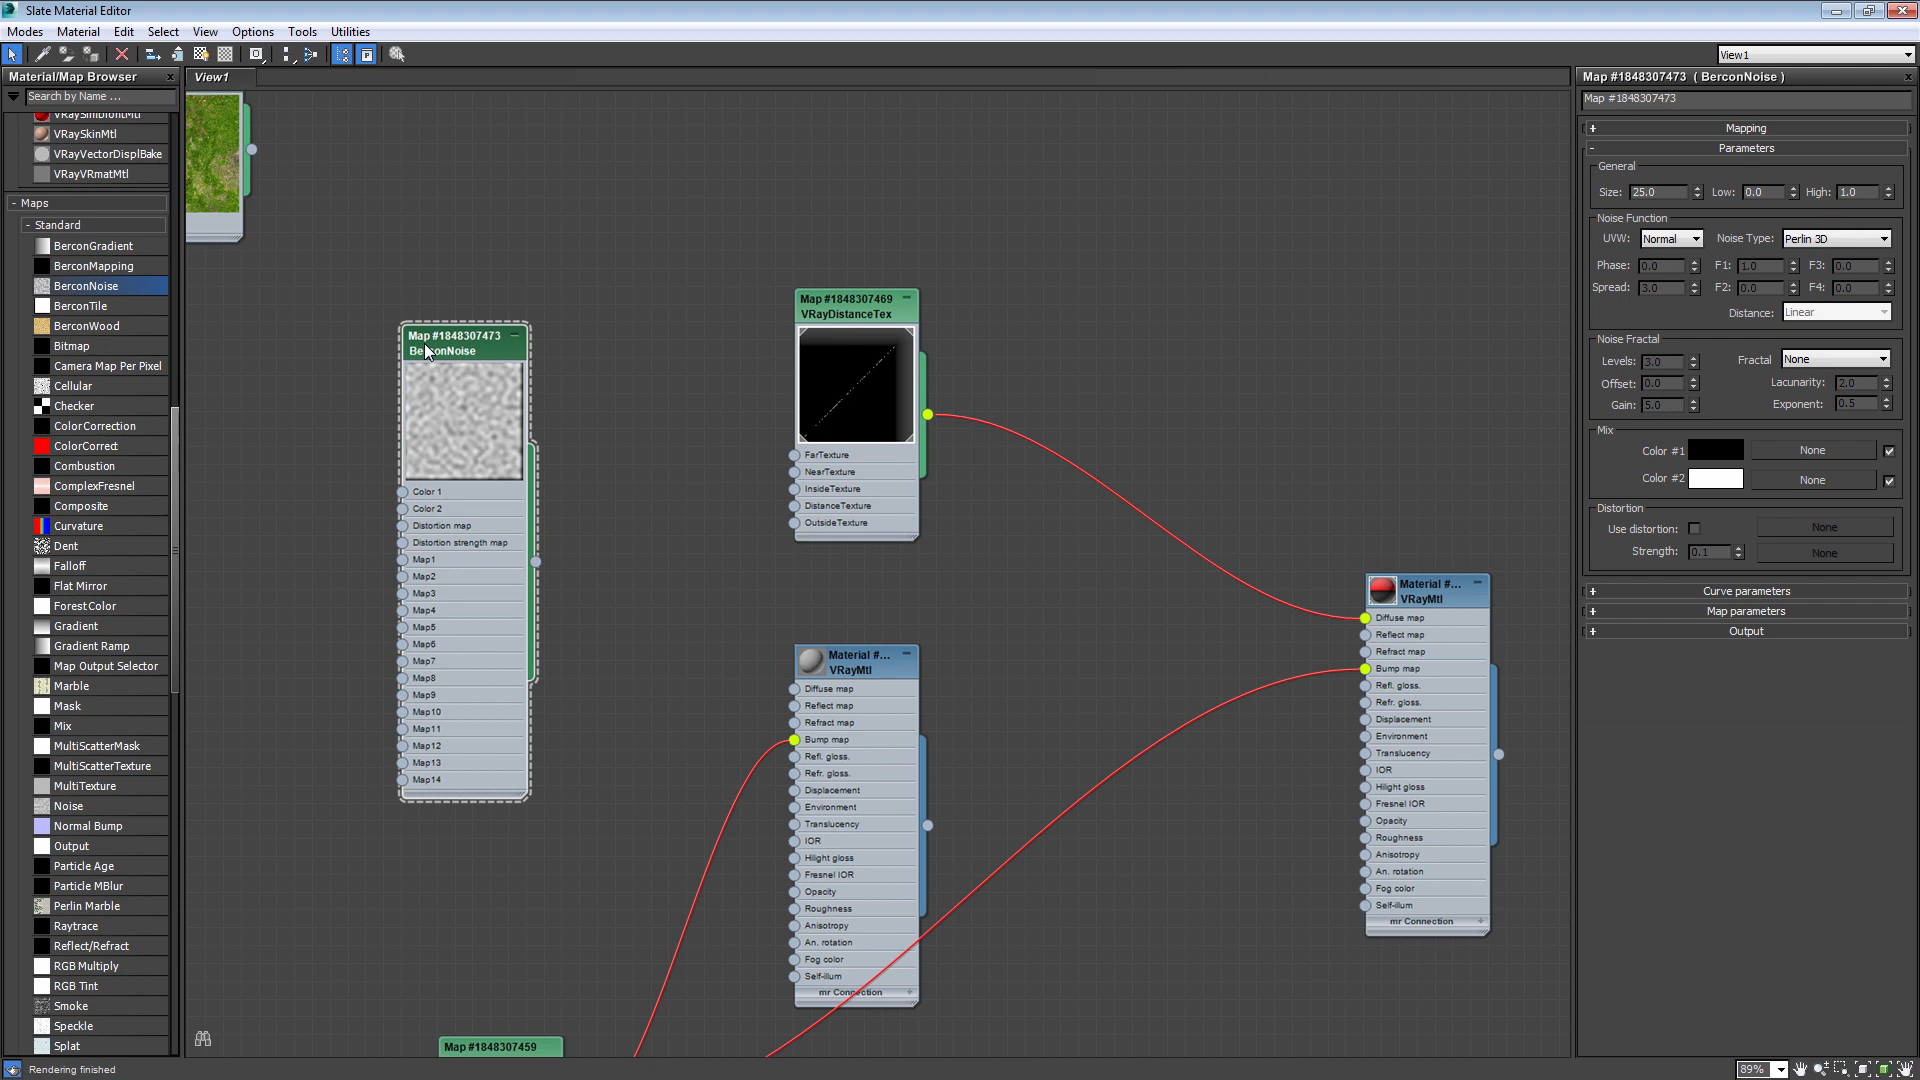 Slate Material Editor
Modes Material Edit Select View Options Tools Utilities
View1
Material/Map Browser
Search by Name ...
VRaySkinMtl
VRayVectorDisplBake
VRayVRmatMtl
- Maps
- Standard
BerconGradient
BerconMapping
BerconNoise
BerconTile
BerconWood
Bitmap
Camera Map Per Pixel
Cellular
Checker
ColorCorrection
ColorCorrect
Combustion
ComplexFresnel
Composite
Curvature
Dent
Falloff
Flat Mirror
ForestColor
Gradient
Gradient Ramp
Map Output Selector
Marble
Mask
Mix
MultiScatterMask
MultiScatterTexture
MultiTexture
Noise
Normal Bump
Output
Particle Age
Particle MBlur
Perlin Marble
Raytrace
Reflect/Refract
RGB Multiply
RGB Tint
Smoke
Speckle
Splat
View1
Map #1848307473
BerconNoise
Color 1
Color 2
Distortion map
Distortion strength map
Map1
Map2
Map3
Map4
Map5
Map6
Map7
Map8
Map9
Map10
Map11
Map12
Map13
Map14
Map #1848307459
Map #1848307469
VRayDistanceTex
FarTexture
NearTexture
InsideTexture
DistanceTexture
OutsideTexture
Material #...
VRayMtl
Diffuse map
Reflect map
Refract map
Bump map
Refl. gloss.
Refr. gloss.
Displacement
Environment
Translucency
IOR
Hilight gloss
Fresnel IOR
Opacity
Roughness
Anisotropy
An. rotation
Fog color
Self-illum
mr Connection +
Material #...
VRayMtl
Diffuse map
Reflect map
Refract map
Bump map
Refl. gloss.
Refr. gloss.
Displacement
Environment
Translucency
IOR
Hilight gloss
Fresnel IOR
Opacity
Roughness
Anisotropy
An. rotation
Fog color
Self-illum
mr Connection +
Map #1848307473 ( BerconNoise )
Map #1848307473
+ Mapping
- Parameters
General
Size: 25.0 Low: 0.0 High: 1.0
Noise Function
UVW: Normal Noise Type: Perlin 3D
Phase: 0.0 F1: 1.0 F3: 0.0
Spread: 3.0 F2: 0.0 F4: 0.0
Distance: Linear
Noise Fractal
Levels: 3.0 Fractal None
Offset: 0.0 Lacunarity: 2.0
Gain: 5.0 Exponent: 0.5
Mix
Color #1 None
Color #2 None
Distortion
Use distortion: None
Strength: 0.1 None
+ Curve parameters
+ Map parameters
+ Output
Rendering finished
89%